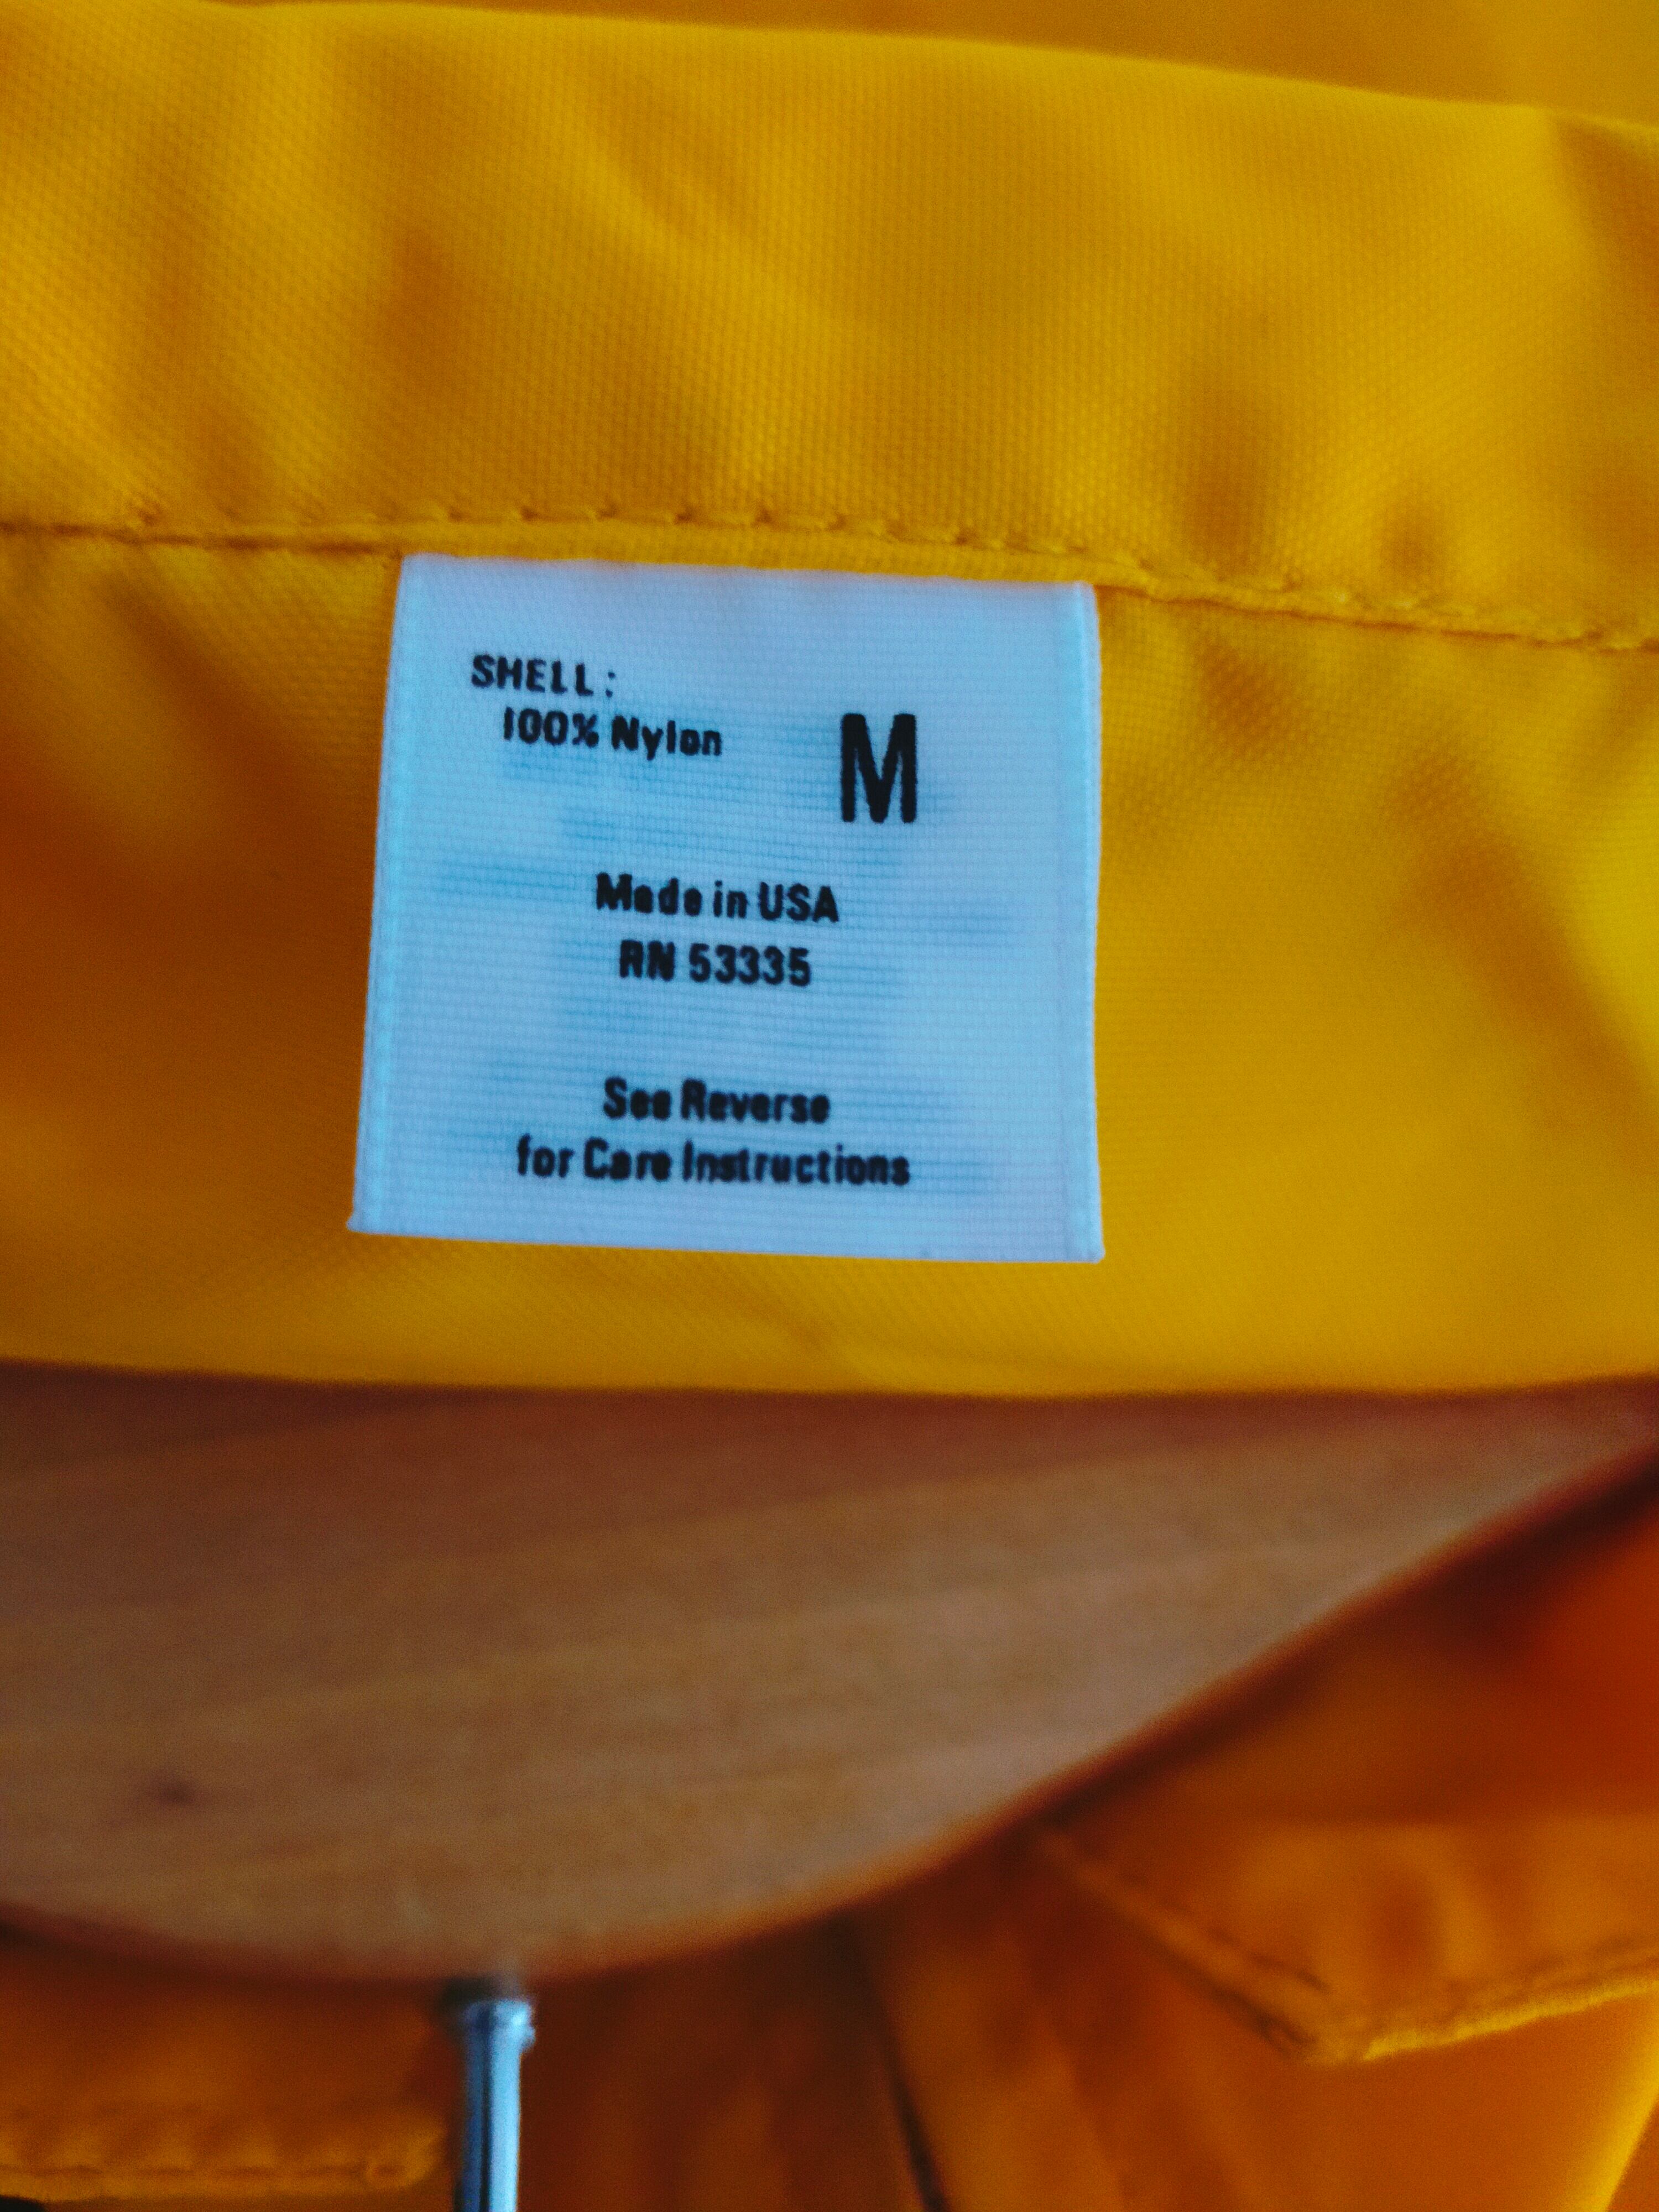 SHELL:
100% Nylon
M
Made in USA
RN 53335
See Reverse
for Care Instructions